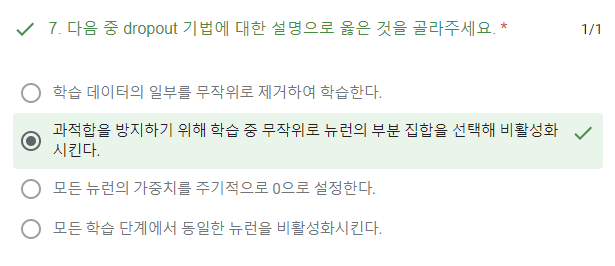 7. 다음 중 dropout 기법에 대한 설명으로 옳은 것을 골라주세요. * 1/1
학습 데이터의 일부를 무작위로 제거하여 학습한다.
과적합을 방지하기 위해 학습 중 무작위로 뉴런의 부분 집합을 선택해 비활성화
시킨다.
모든 뉴런의 가중치를 주기적으로 0으로 설정한다.
모든 학습 단계에서 동일한 뉴런을 비활성화시킨다.